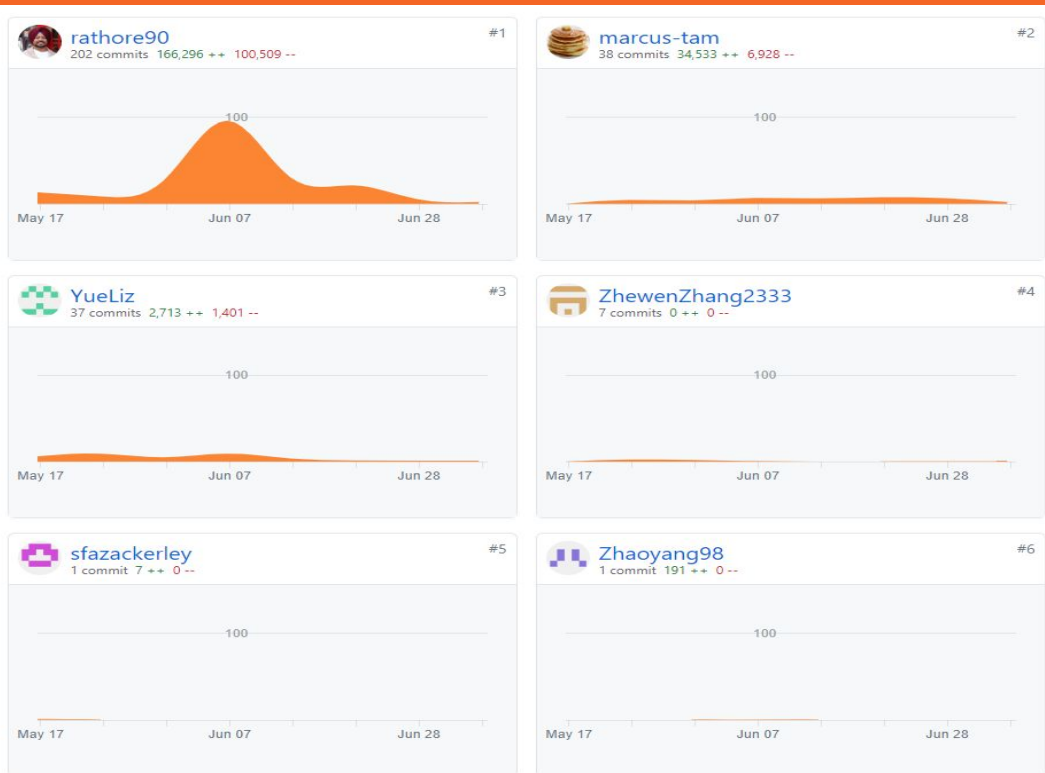 rathore90 #1
202 commits 166,296 ++ 100,509 --
100
May 17 Jun 07 Jun 28
marcus-tam #2
38 commits 34,533 ++ 6,928 --
100
May 17 Jun 07 Jun 28
YueLiz #3
37 commits 2,713 ++ 1,401 --
100
May 17 Jun 07 Jun 28
ZhewenZhang2333 #4
7 commits 0 ++ 0 --
100
May 17 Jun 07 Jun 28
sfazackerley #5
1 commit 7 ++ 0 --
100
May 17 Jun 07 Jun 28
Zhaoyang98 #6
1 commit 191 ++ 0 --
100
May 17 Jun 07 Jun 28